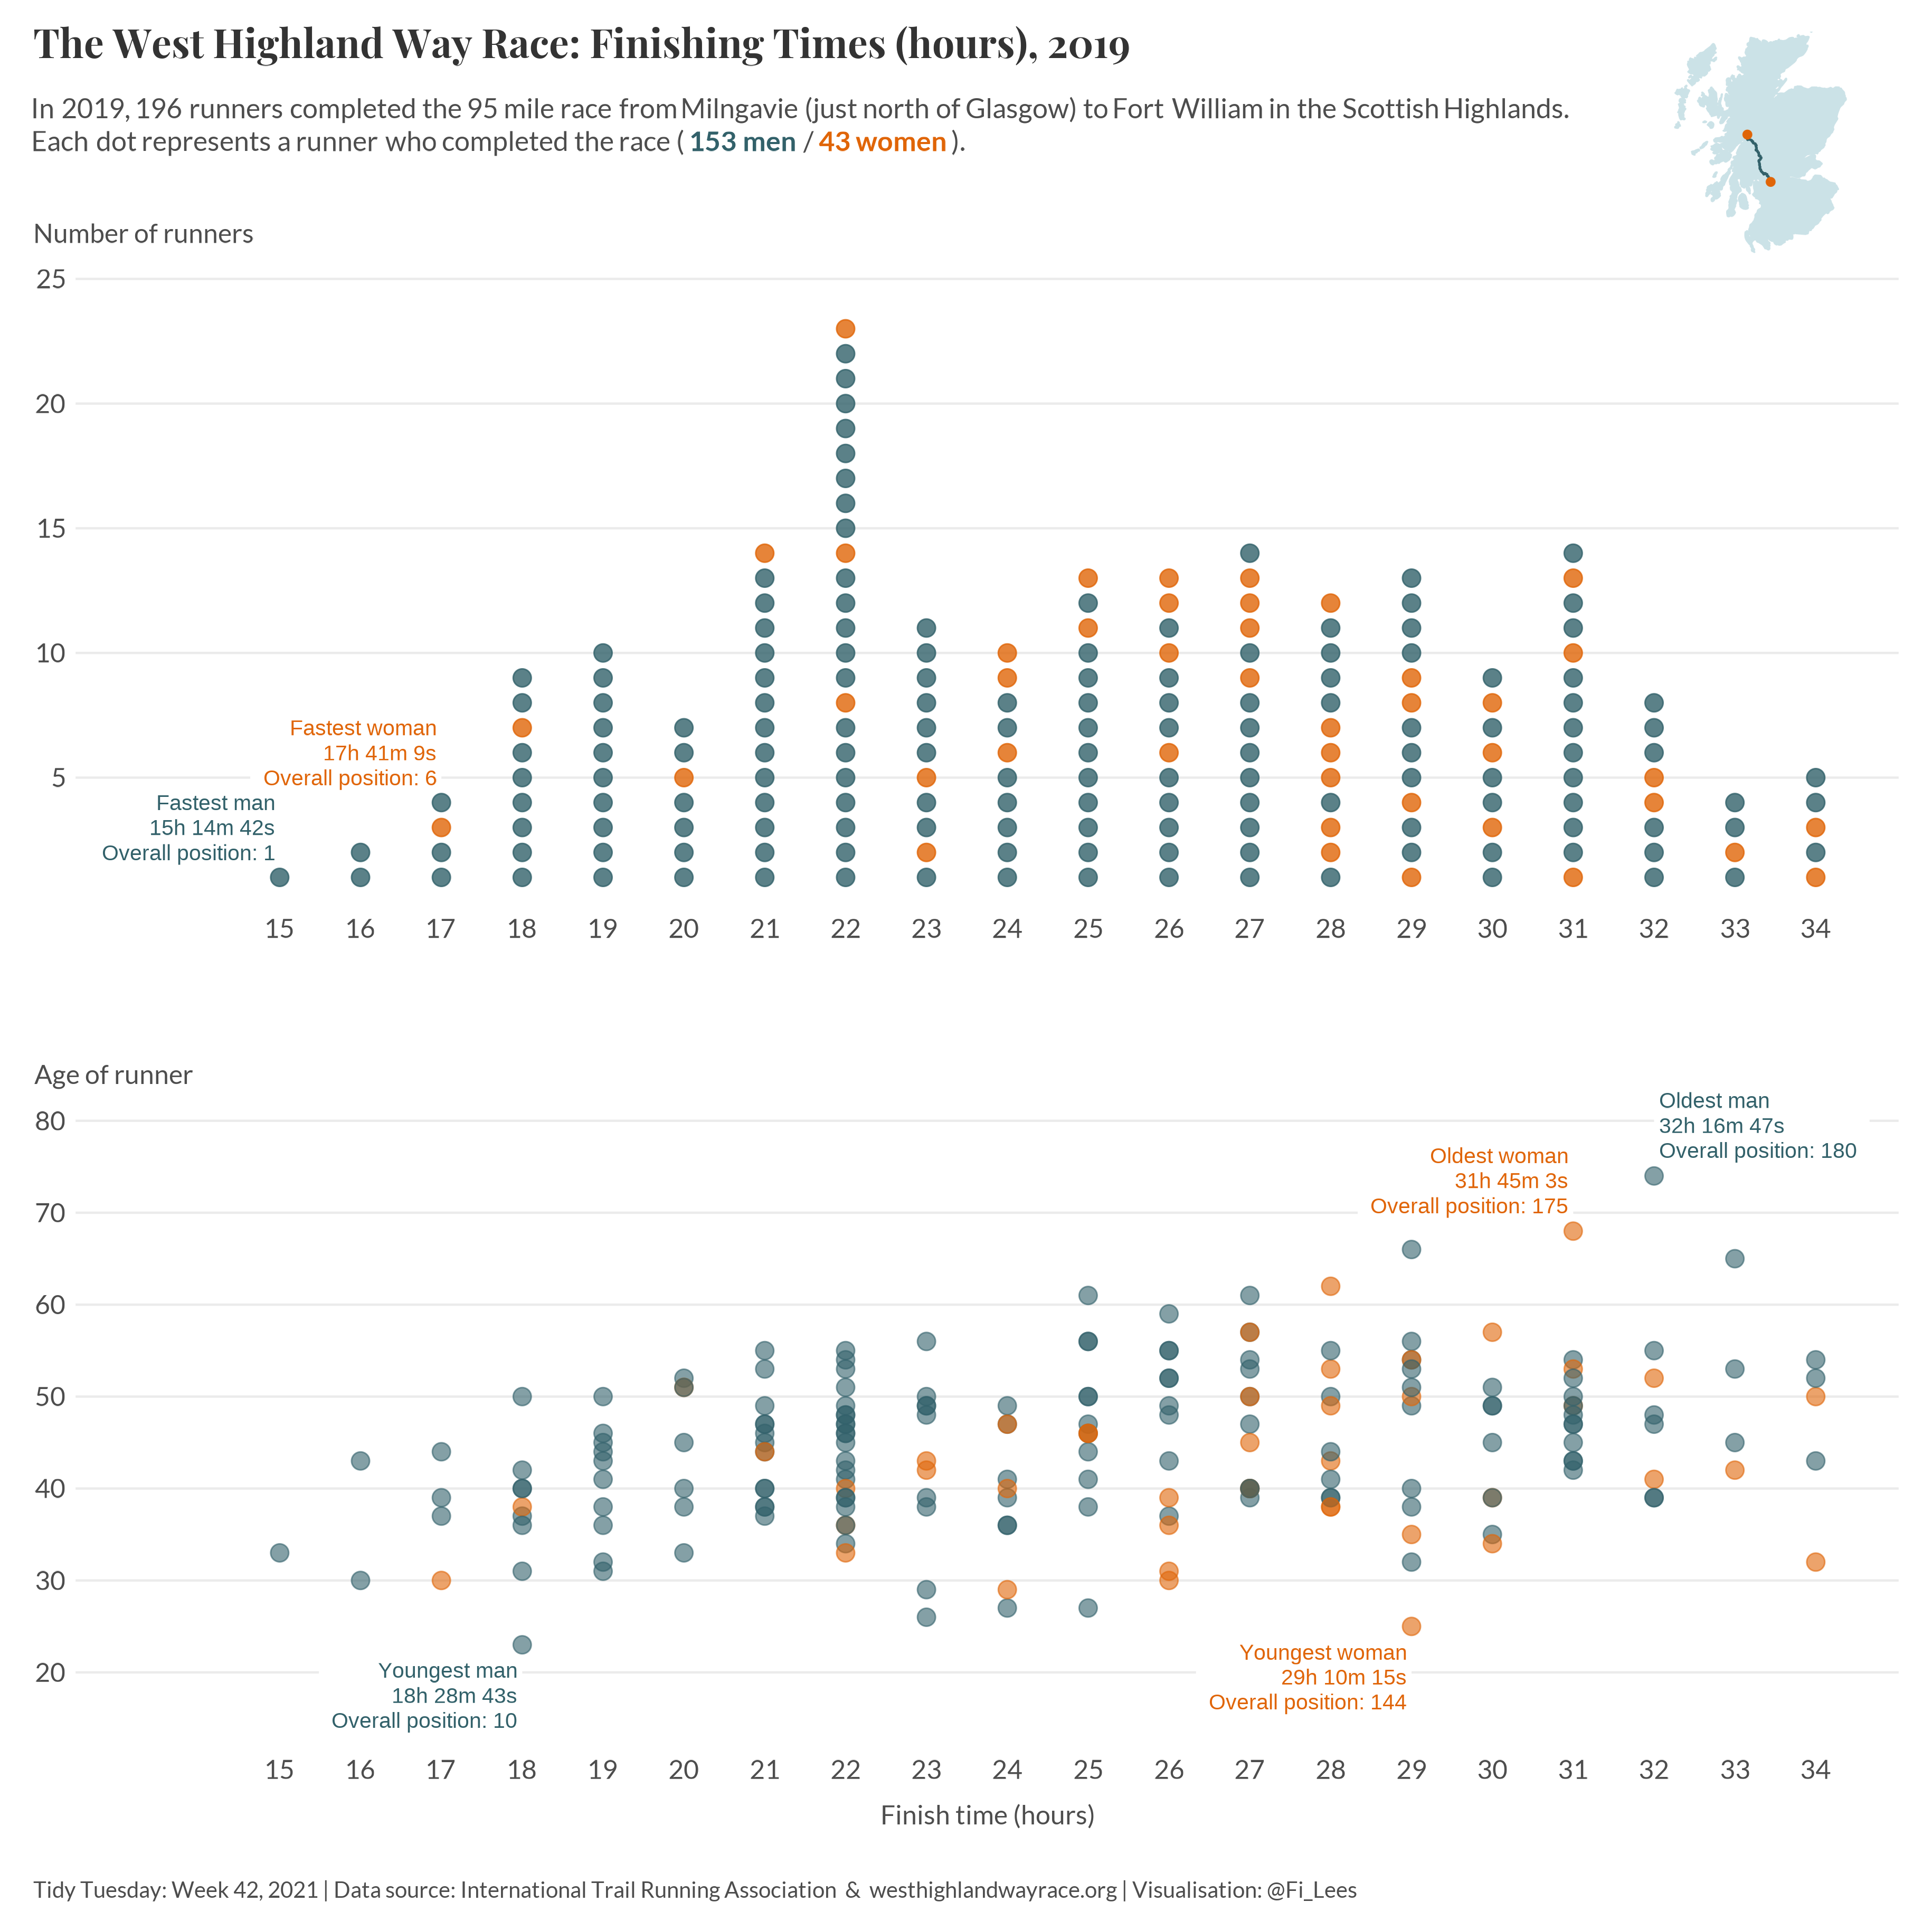 The West Highland Way Race: Finishing Times (hours), 2019
In 2019, 196 runners completed the 95 mile race from Milngavie (just north of Glasgow) to Fort William in the Scottish Highlands.
Each dot represents a runner who completed the race ( 153 men / 43 women ).
Number of runners
25
20
15
10
5
Fastest woman
17h 41m 9s
Overall position: 6
Fastest man
15h 14m 42s
Overall position: 1
15 16 17 18 19 20 21 22 23 24 25 26 27 28 29 30 31 32 33 34
Age of runner
80
70
60
50
40
30
20
Oldest man
32h 16m 47s
Overall position: 180
Oldest woman
31h 45m 3s
Overall position: 175
Youngest man
18h 28m 43s
Overall position: 10
Youngest woman
29h 10m 15s
Overall position: 144
15 16 17 18 19 20 21 22 23 24 25 26 27 28 29 30 31 32 33 34
Finish time (hours)
Tidy Tuesday: Week 42, 2021 | Data source: International Trail Running Association & westhighlandwayrace.org | Visualisation: @Fi_Lees